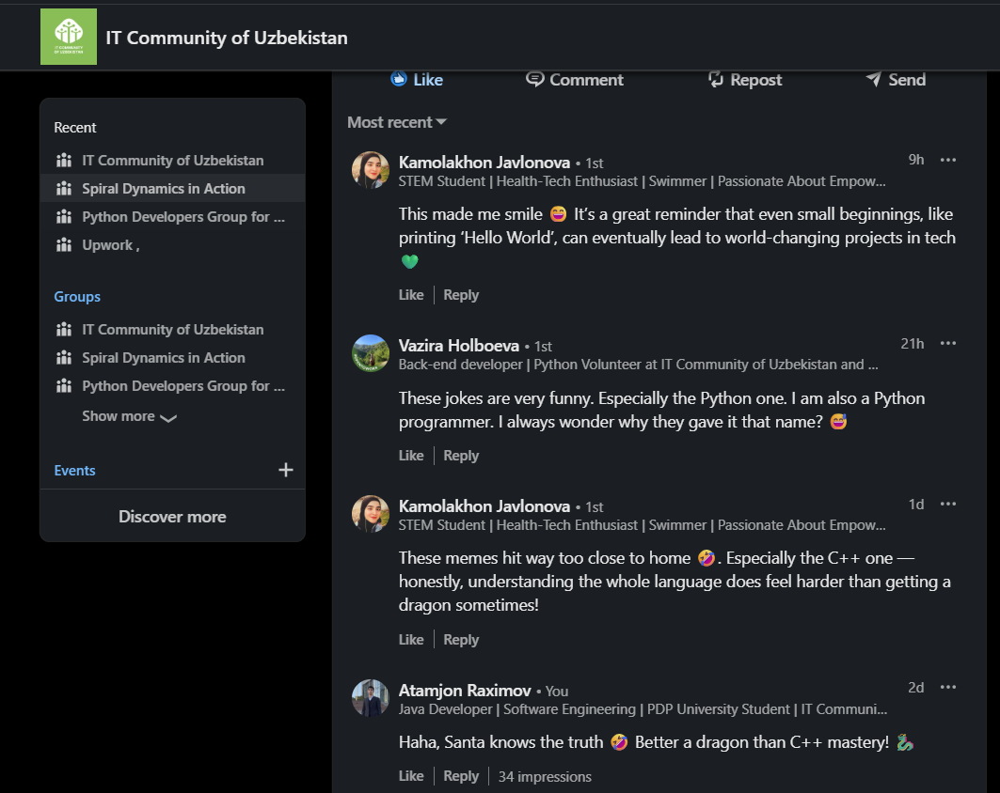 IT COMMUNITY
OF UZBEKISTAN
IT Community of Uzbekistan
Like
Comment
Repost
Send
Recent
IT Community of Uzbekistan
Spiral Dynamics in Action
Python Developers Group for ...
Upwork ,
Groups
IT Community of Uzbekistan
Spiral Dynamics in Action
Python Developers Group for ...
Show more
Events
Discover more
Most recent
Kamolakhon Javlonova • 1st
9h
STEM Student | Health-Tech Enthusiast | Swimmer | Passionate About Empow...
This made me smile 😅 It’s a great reminder that even small beginnings, like
printing ‘Hello World’, can eventually lead to world-changing projects in tech
💚
Like
Reply
Vazira Holboeva • 1st
21h
Back-end developer | Python Volunteer at IT Community of Uzbekistan and ...
These jokes are very funny. Especially the Python one. I am also a Python
programmer. I always wonder why they gave it that name? 😅
Like
Reply
Kamolakhon Javlonova • 1st
1d
STEM Student | Health-Tech Enthusiast | Swimmer | Passionate About Empow...
These memes hit way too close to home 🤣. Especially the C++ one —
honestly, understanding the whole language does feel harder than getting a
dragon sometimes!
Like
Reply
Atamjon Raximov • You
2d
Java Developer | Software Engineering | PDP University Student | IT Communi...
Haha, Santa knows the truth 🤣 Better a dragon than C++ mastery! 🐉
Like
Reply
34 impressions